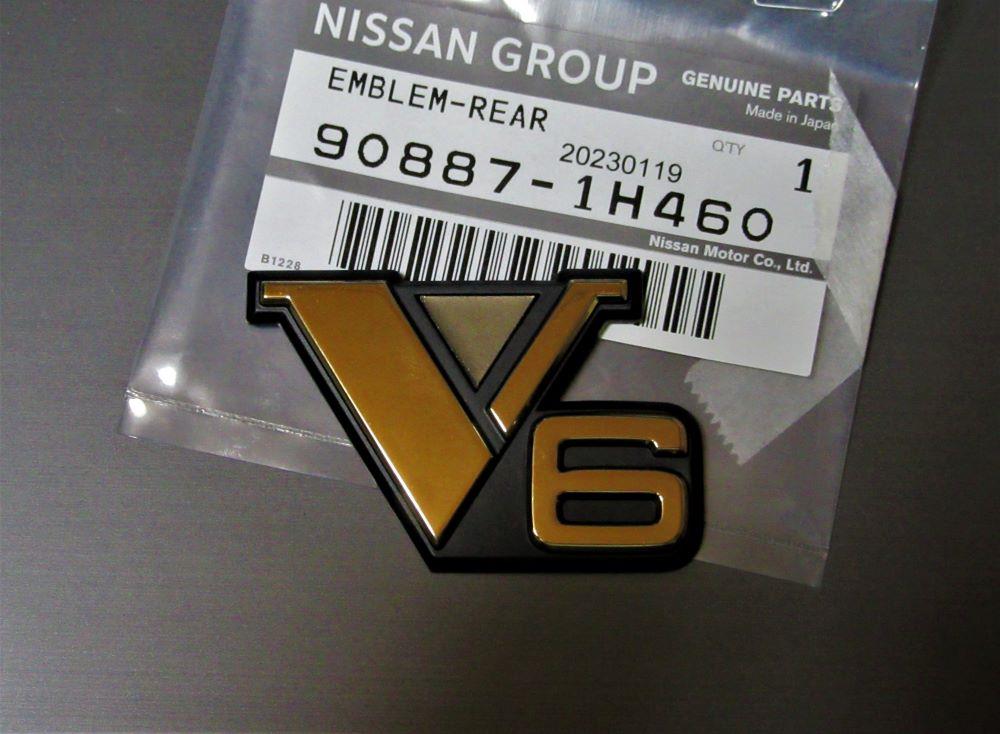 NISSAN GROUP
GENUINE PARTS
Made in Japan
EMBLEM-REAR
20230119
Q'TY
1
90887-1H460
Nissan Motor Co., Ltd.
B1228
V6